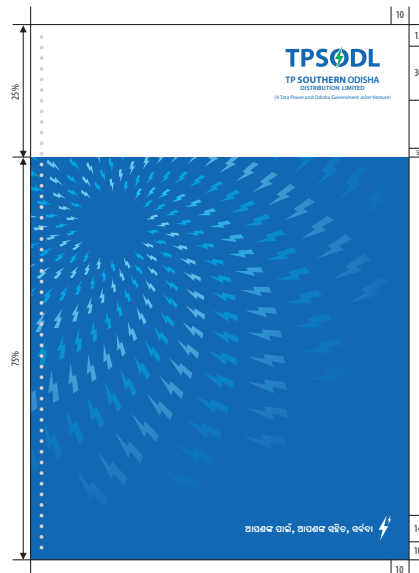 10
25%
TPSODL
TP SOUTHERN ODISHA
DISTRIBUTION LIMITED
(A Tata Power and Odisha Government Joint Venture)
75%
ଆପଣଙ୍କ ପାଇଁ, ଆପଣଙ୍କ ସହିତ, ସର୍ବଦା
10